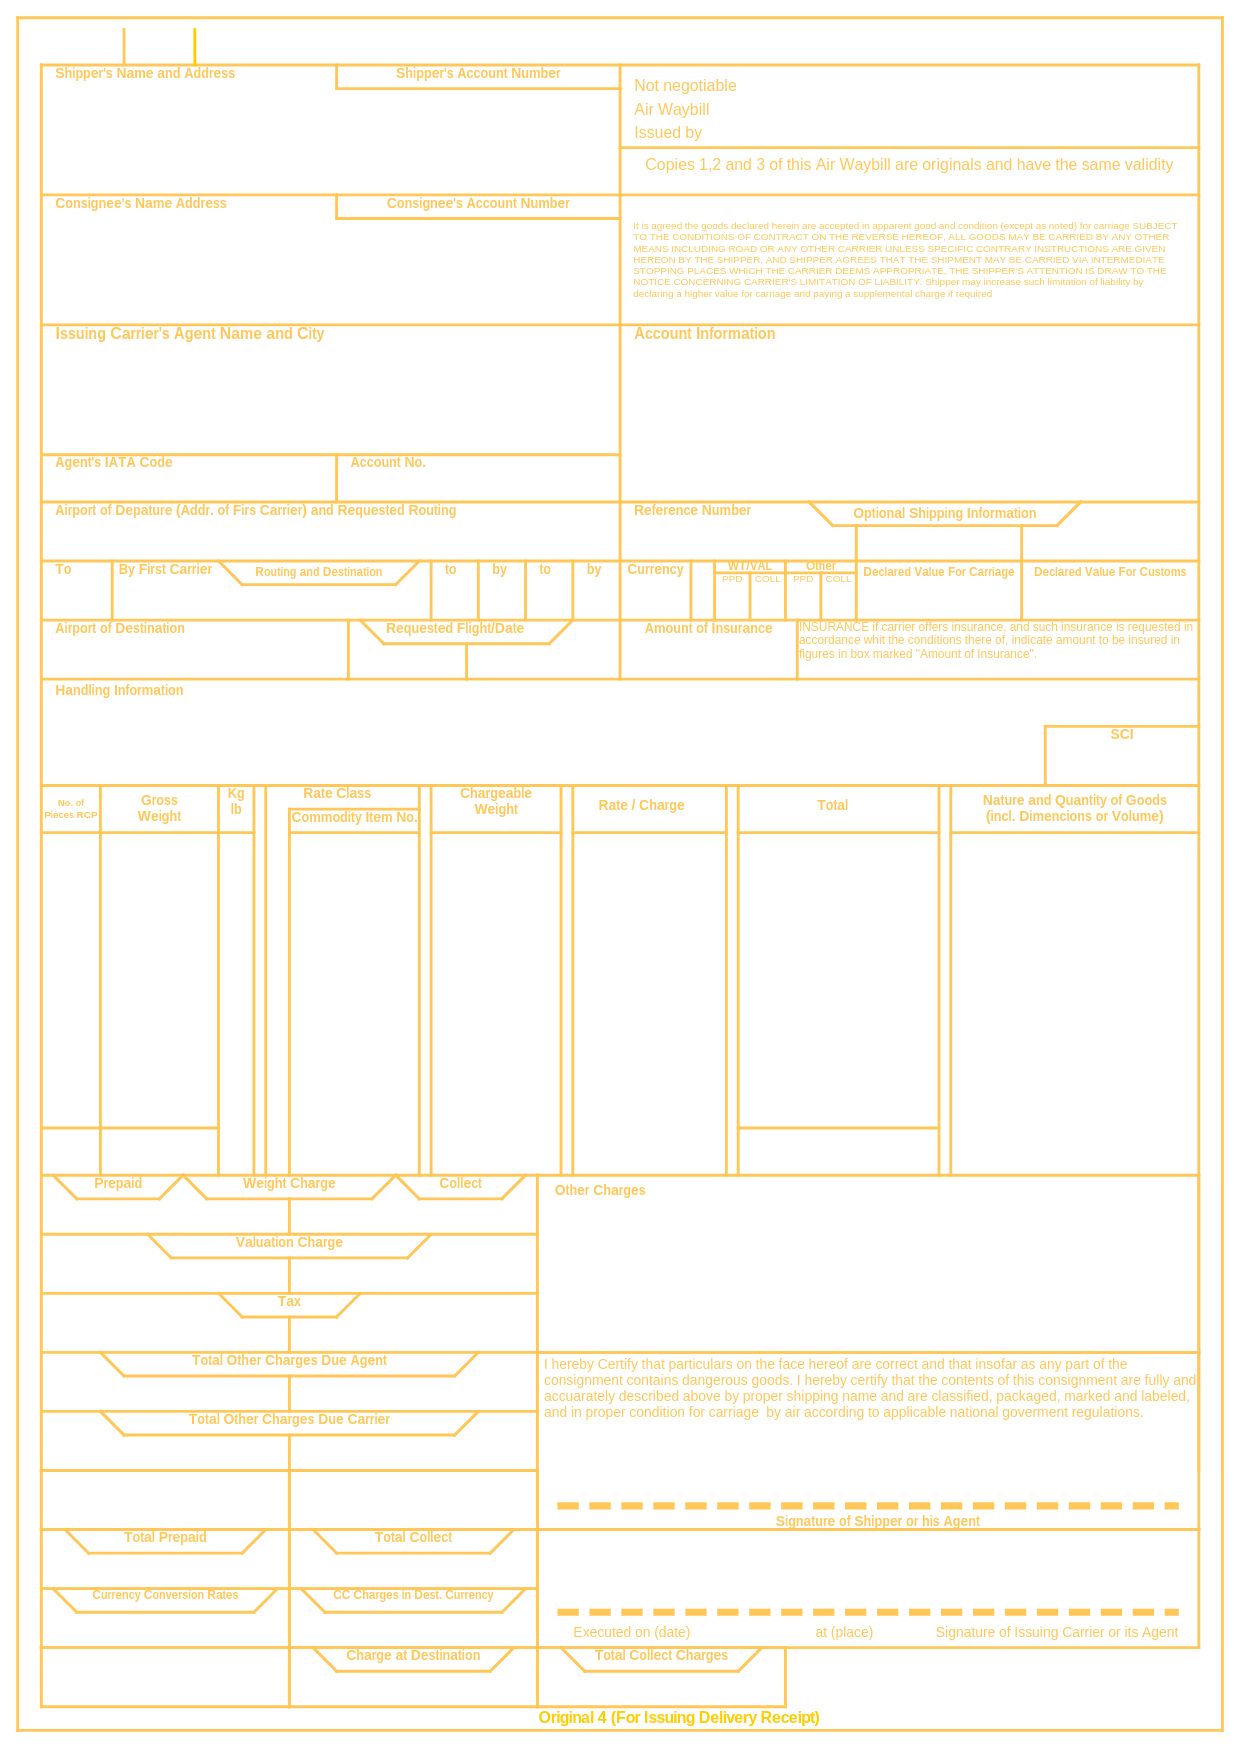 Shipper's Name and Address
Shipper's Account Number
Not negotiable
Air Waybill
Issued by
Copies 1,2 and 3 of this Air Waybill are originals and have the same validity
Consignee's Name Address
Consignee's Account Number
It is agreed the goods declared herein are accepted in apparent good and condition (except as noted) for carriage SUBJECT
TO THE CONDITIONS OF CONTRACT ON THE REVERSE HEREOF, ALL GOODS MAY BE CARRIED BY ANY OTHER
MEANS INCLUDING ROAD OR ANY OTHER CARRIER UNLESS SPECIFIC CONTRARY INSTRUCTIONS ARE GIVEN
HEREON BY THE SHIPPER, AND SHIPPER AGREES THAT THE SHIPMENT MAY BE CARRIED VIA INTERMEDIATE
STOPPING PLACES WHICH THE CARRIER DEEMS APPROPRIATE, THE SHIPPER'S ATTENTION IS DRAW TO THE
NOTICE CONCERNING CARRIER'S LIMITATION OF LIABILITY. Shipper may increase such limitation of liability by
declaring a higher value for carriage and paying a supplemental charge if required
Issuing Carrier's Agent Name and City
Account Information
Agent's IATA Code
Account No.
Airport of Depature (Addr. of Firs Carrier) and Requested Routing
Reference Number
Optional Shipping Information
To
By First Carrier
Routing and Destination
to
by
to
by
Currency
WT/VAL
Other
PPD
COLL
PPD
COLL
Declared Value For Carriage
Declared Value For Customs
Airport of Destination
Requested Flight/Date
Amount of Insurance
INSURANCE if carrier offers insurance, and such insurance is requested in
accordance whit the conditions there of, indicate amount to be insured in
figures in box marked "Amount of Insurance".
Handling Information
SCI
No. of
Pieces RCP
Gross
Weight
Kg
lb
Rate Class
Commodity Item No.
Chargeable
Weight
Rate / Charge
Total
Nature and Quantity of Goods
(incl. Dimencions or Volume)
Prepaid
Weight Charge
Collect
Other Charges
Valuation Charge
Tax
Total Other Charges Due Agent
I hereby Certify that particulars on the face hereof are correct and that insofar as any part of the
consignment contains dangerous goods. I hereby certify that the contents of this consignment are fully and
accuarately described above by proper shipping name and are classified, packaged, marked and labeled,
and in proper condition for carriage  by air according to applicable national goverment regulations.
Total Other Charges Due Carrier
Signature of Shipper or his Agent
Total Prepaid
Total Collect
Currency Conversion Rates
CC Charges in Dest. Currency
Executed on (date)
at (place)
Signature of Issuing Carrier or its Agent
Charge at Destination
Total Collect Charges
Original 4 (For Issuing Delivery Receipt)